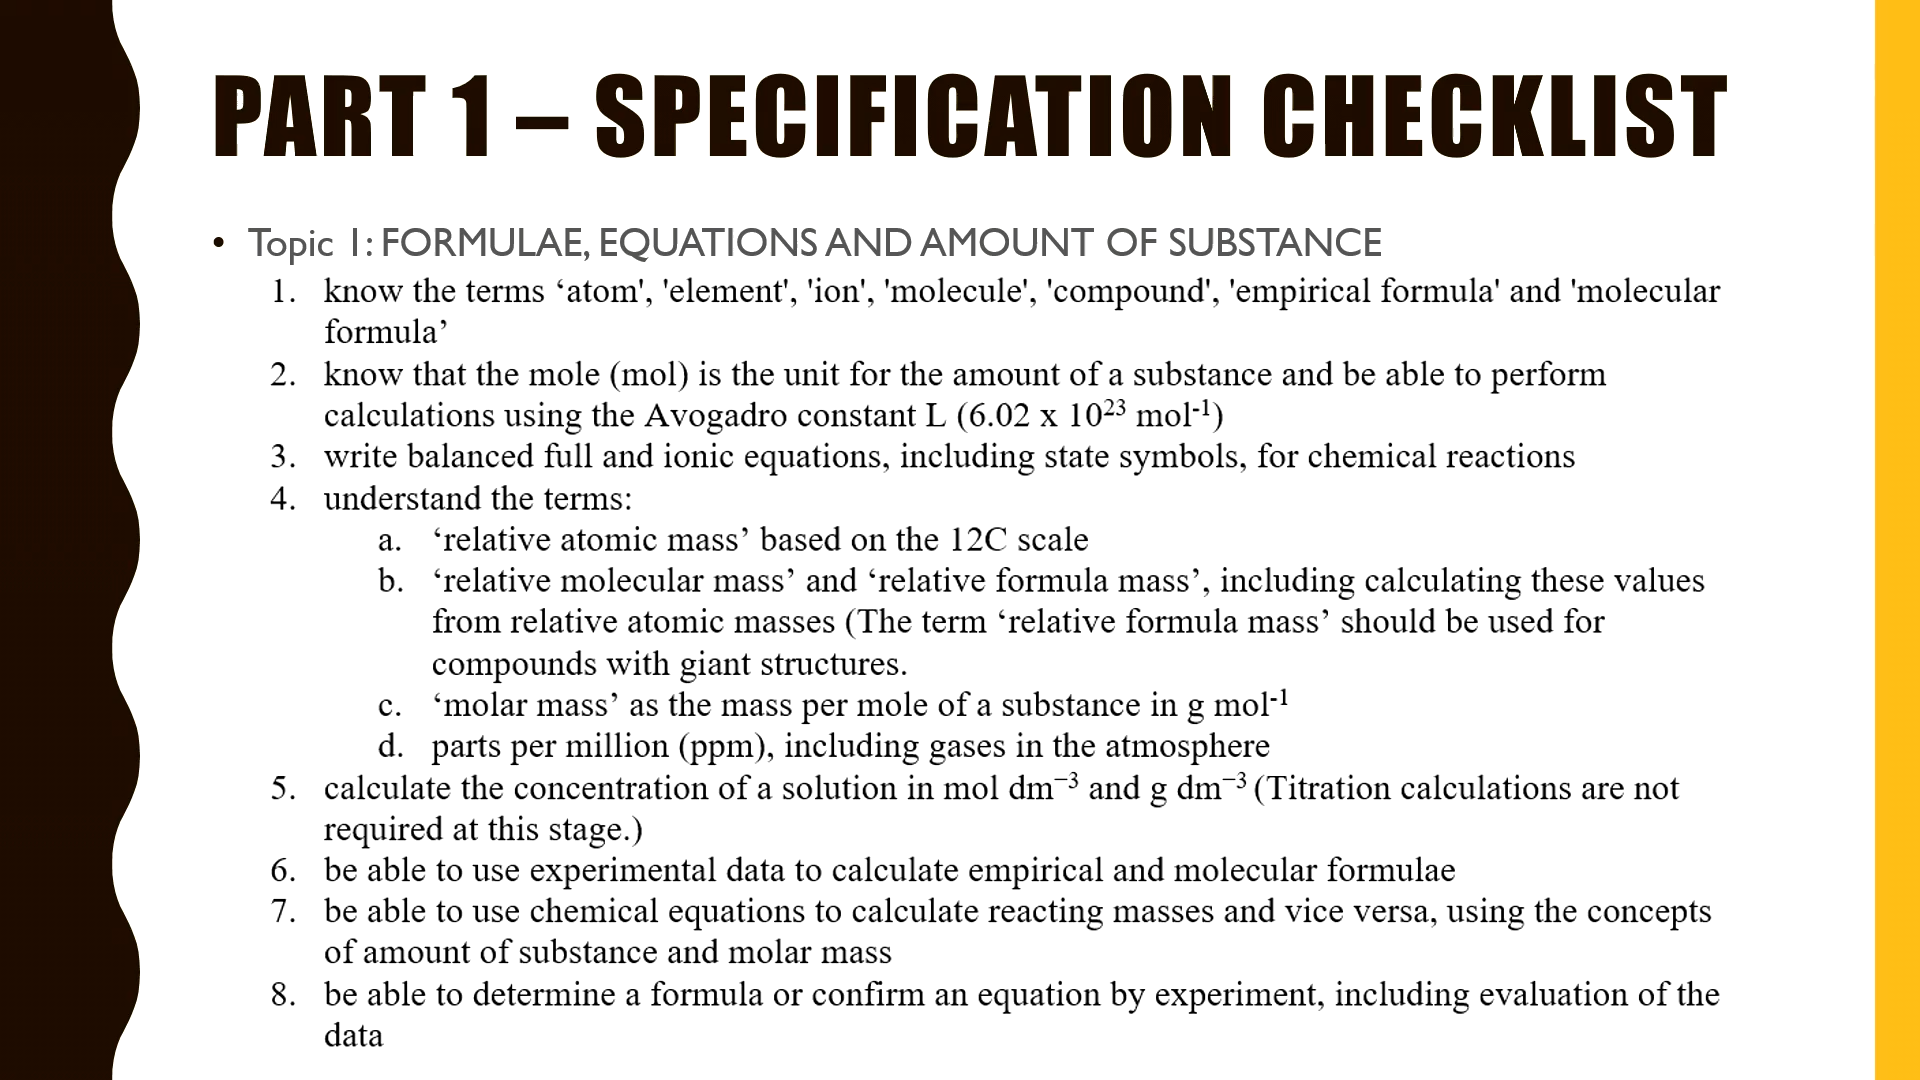 PART 1 – SPECIFICATION CHECKLIST
• Topic 1: FORMULAE, EQUATIONS AND AMOUNT OF SUBSTANCE
1. know the terms ‘atom', 'element', 'ion', 'molecule', 'compound', 'empirical formula' and 'molecular
formula’
2. know that the mole (mol) is the unit for the amount of a substance and be able to perform
calculations using the Avogadro constant L (6.02 x 10²³ mol⁻¹)
3. write balanced full and ionic equations, including state symbols, for chemical reactions
4. understand the terms:
a. ‘relative atomic mass’ based on the 12C scale
b. ‘relative molecular mass’ and ‘relative formula mass’, including calculating these values
from relative atomic masses (The term ‘relative formula mass’ should be used for
compounds with giant structures.
c. ‘molar mass’ as the mass per mole of a substance in g mol⁻¹
d. parts per million (ppm), including gases in the atmosphere
5. calculate the concentration of a solution in mol dm⁻³ and g dm⁻³ (Titration calculations are not
required at this stage.)
6. be able to use experimental data to calculate empirical and molecular formulae
7. be able to use chemical equations to calculate reacting masses and vice versa, using the concepts
of amount of substance and molar mass
8. be able to determine a formula or confirm an equation by experiment, including evaluation of the
data